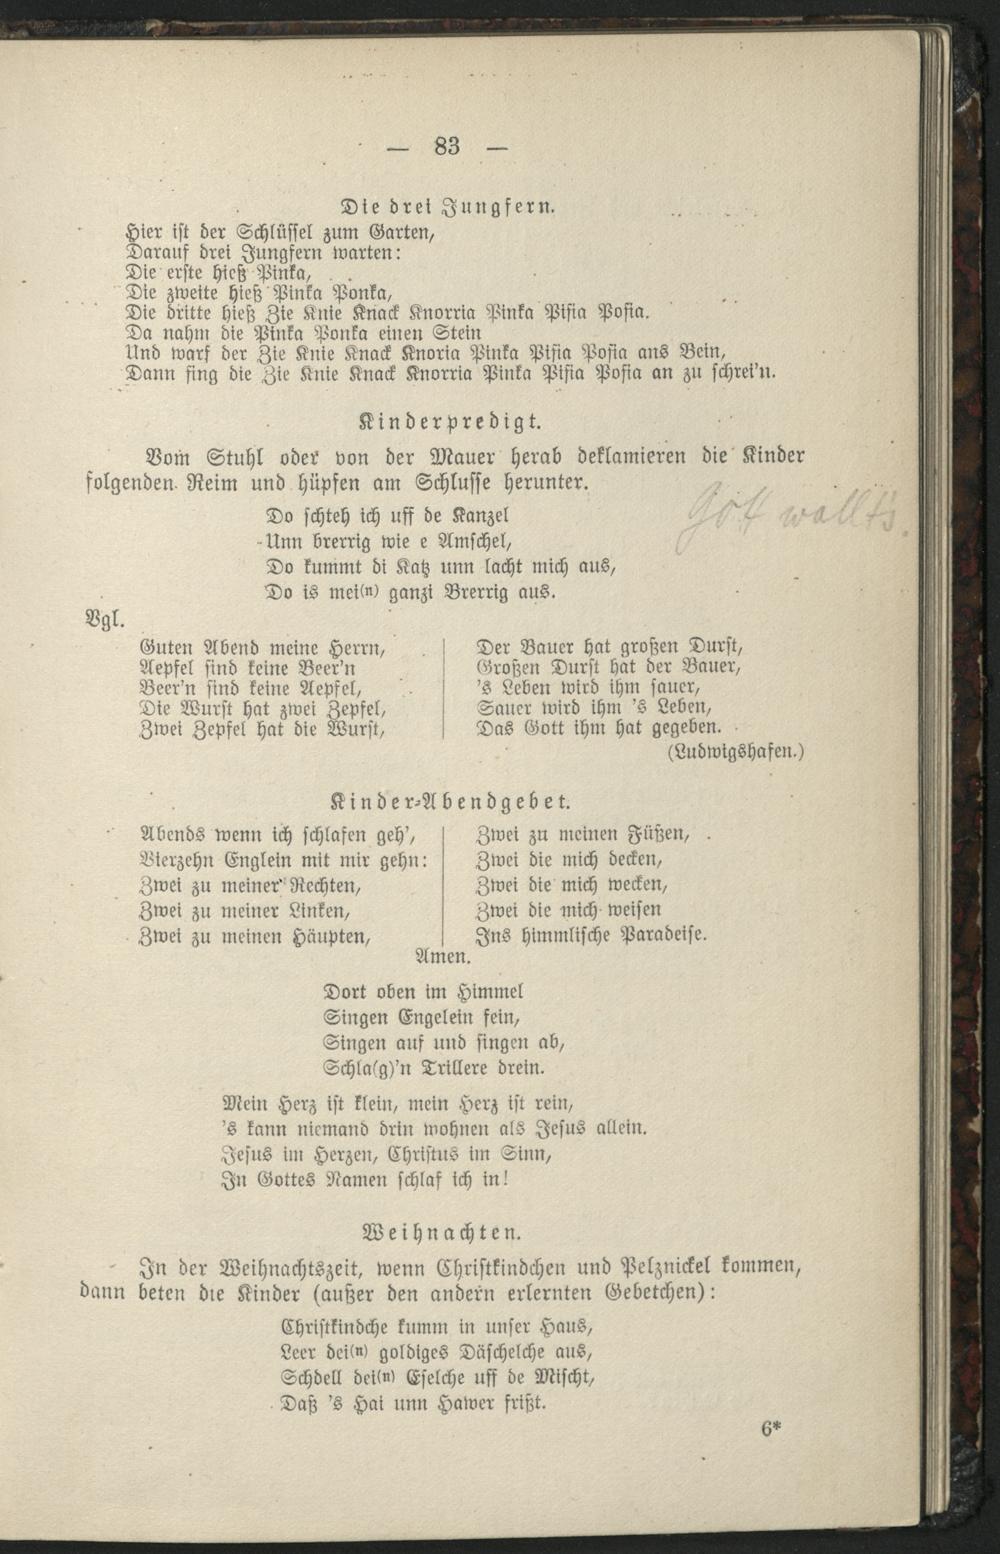 — 83 —
Die drei Jungfern.
Hier ist der Schlüssel zum Garten,
Darauf drei Jungfern warten:
Die erste hieß Pinka,
Die zweite hieß Pinka Ponka,
Die dritte hieß Zie Knie Knack Knorria Pinka Pisia Posia.
Da nahm die Pinka Ponka einen Stein
Und warf der Zie Knie Knack Knoria Pinka Pisia Posia ans Bein,
Dann fing die Zie Knie Knack Knorria Pinka Pisia Posia an zu schrei'n.
Kinderpredigt.
Vom Stuhl oder von der Mauer herab deklamieren die Kinder
folgenden Reim und hüpfen am Schlusse herunter.
Do schteh ich uff de Kanzel
Unn brerrig wie e Amschel,
Do kummt di Katz unn lacht mich aus,
Do is mei(n) ganzi Brerrig aus.
Gott wallt's.
Vgl.
Guten Abend meine Herrn,
Aepfel sind keine Beer'n
Beer'n sind keine Aepfel,
Die Wurst hat zwei Zepfel,
Zwei Zepfel hat die Wurst,
Der Bauer hat großen Durst,
Großen Durst hat der Bauer,
's Leben wird ihm sauer,
Sauer wird ihm 's Leben,
Das Gott ihm hat gegeben.
(Ludwigshafen.)
Kinder-Abendgebet.
Abends wenn ich schlafen geh',
Vierzehn Englein mit mir gehn:
Zwei zu meiner Rechten,
Zwei zu meiner Linken,
Zwei zu meinen Häupten,
Zwei zu meinen Füßen,
Zwei die mich decken,
Zwei die mich wecken,
Zwei die mich weisen
Ins himmlische Paradeise.
Amen.
Dort oben im Himmel
Singen Engelein fein,
Singen auf und singen ab,
Schla(g)'n Trillere drein.
Mein Herz ist klein, mein Herz ist rein,
's kann niemand drin wohnen als Jesus allein.
Jesus im Herzen, Christus im Sinn,
In Gottes Namen schlaf ich in!
Weihnachten.
In der Weihnachtszeit, wenn Christkindchen und Pelznickel kommen,
dann beten die Kinder (außer den andern erlernten Gebetchen):
Christkindche kumm in unser Haus,
Leer dei(n) goldiges Däschelche aus,
Schdell dei(n) Eselche uff de Mischt,
Daß 's Hai unn Hawer frißt.
6*